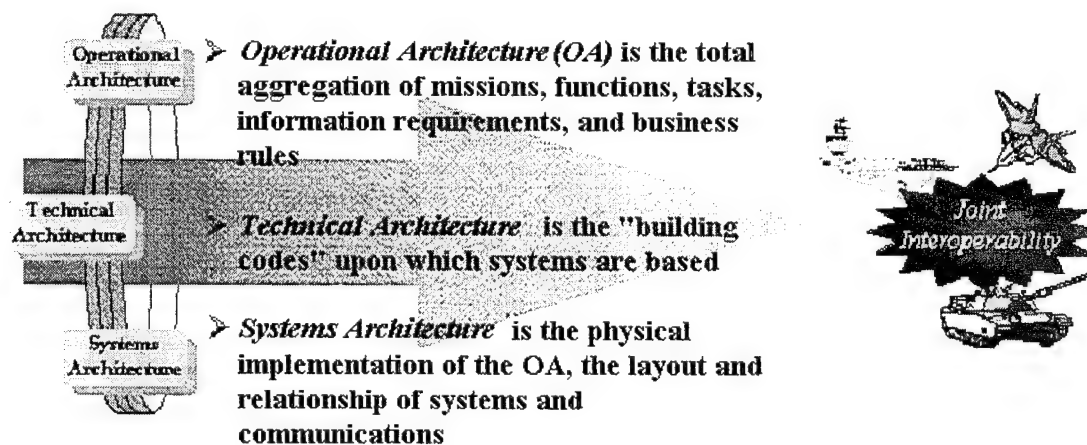 Operational
Architecture
➢ Operational Architecture (OA) is the total
aggregation of missions, functions, tasks,
information requirements, and business
rules
Technical
Architecture
➢ Technical Architecture is the "building
codes" upon which systems are based
Joint
Interoperability
Systems
Architecture
➢ Systems Architecture is the physical
implementation of the OA, the layout and
relationship of systems and
communications